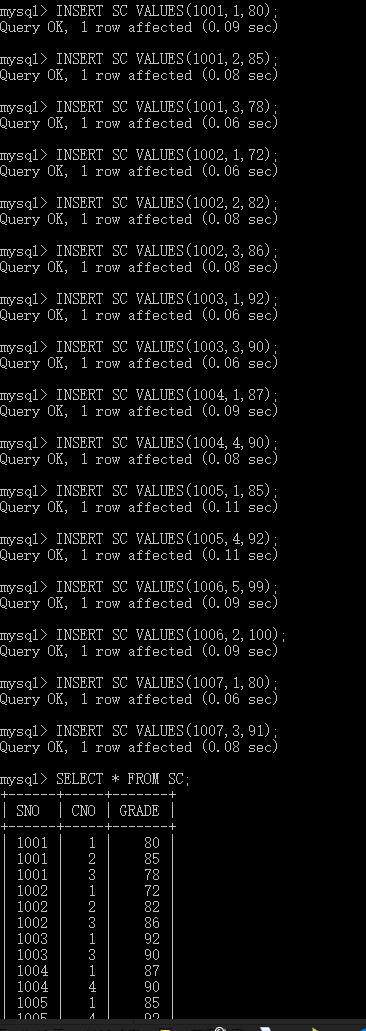 mysql> INSERT SC VALUES(1001,1,80);
Query OK, 1 row affected (0.09 sec)
mysql> INSERT SC VALUES(1001,2,85);
Query OK, 1 row affected (0.08 sec)
mysql> INSERT SC VALUES(1001,3,78);
Query OK, 1 row affected (0.06 sec)
mysql> INSERT SC VALUES(1002,1,72);
Query OK, 1 row affected (0.06 sec)
mysql> INSERT SC VALUES(1002,2,82);
Query OK, 1 row affected (0.08 sec)
mysql> INSERT SC VALUES(1002,3,86);
Query OK, 1 row affected (0.08 sec)
mysql> INSERT SC VALUES(1003,1,92);
Query OK, 1 row affected (0.06 sec)
mysql> INSERT SC VALUES(1003,3,90);
Query OK, 1 row affected (0.06 sec)
mysql> INSERT SC VALUES(1004,1,87);
Query OK, 1 row affected (0.09 sec)
mysql> INSERT SC VALUES(1004,4,90);
Query OK, 1 row affected (0.08 sec)
mysql> INSERT SC VALUES(1005,1,85);
Query OK, 1 row affected (0.11 sec)
mysql> INSERT SC VALUES(1005,4,92);
Query OK, 1 row affected (0.11 sec)
mysql> INSERT SC VALUES(1006,5,99);
Query OK, 1 row affected (0.09 sec)
mysql> INSERT SC VALUES(1006,2,100);
Query OK, 1 row affected (0.09 sec)
mysql> INSERT SC VALUES(1007,1,80);
Query OK, 1 row affected (0.06 sec)
mysql> INSERT SC VALUES(1007,3,91);
Query OK, 1 row affected (0.08 sec)
mysql> SELECT * FROM SC;
+------+------+-------+
| SNO | CNO | GRADE |
+------+------+-------+
| 1001 | 1 | 80 |
| 1001 | 2 | 85 |
| 1001 | 3 | 78 |
| 1002 | 1 | 72 |
| 1002 | 2 | 82 |
| 1002 | 3 | 86 |
| 1003 | 1 | 92 |
| 1003 | 3 | 90 |
| 1004 | 1 | 87 |
| 1004 | 4 | 90 |
| 1005 | 1 | 85 |
| 1005 | 4 | 92 |